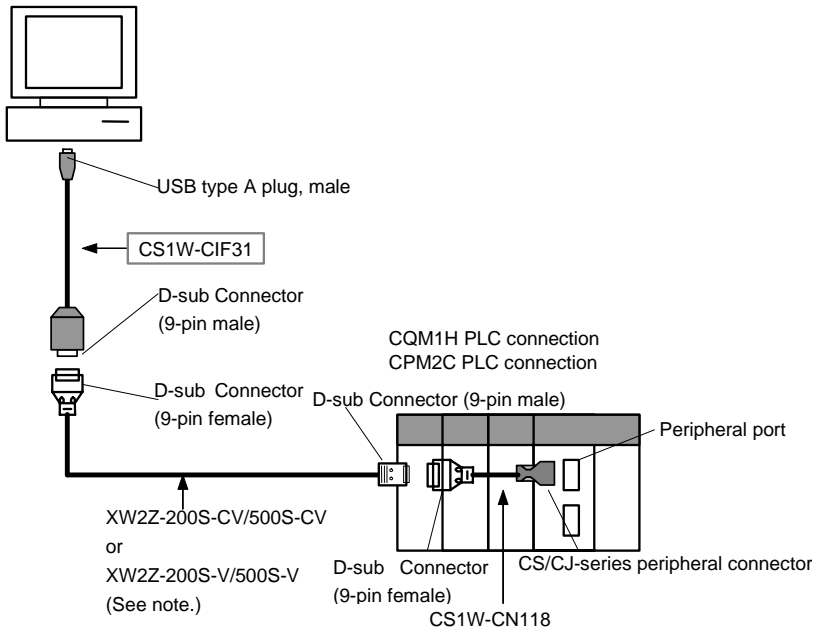 USB type A plug, male
CS1W-CIF31
D-sub Connector
(9-pin male)
CQM1H PLC connection
CPM2C PLC connection
D-sub Connector
(9-pin female)
D-sub Connector (9-pin male)
Peripheral port
XW2Z-200S-CV/500S-CV
or
XW2Z-200S-V/500S-V
(See note.)
D-sub Connector
(9-pin female)
CS/CJ-series peripheral connector
CS1W-CN118